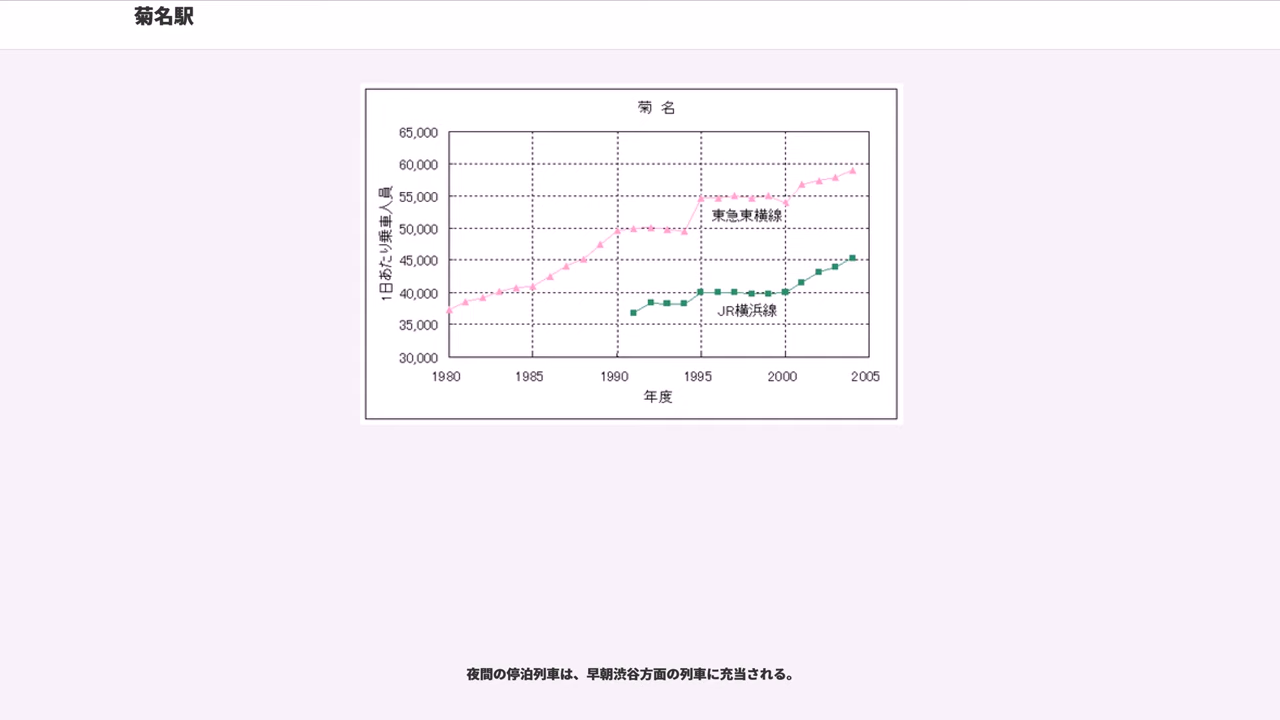 菊名駅
菊 名
65,000
60,000
55,000
50,000
45,000
40,000
35,000
30,000
1日あたり乗車人員
東急東横線
JR横浜線
1980 1985 1990 1995 2000 2005
年度
夜間の停泊列車は、早朝渋谷方面の列車に充当される。